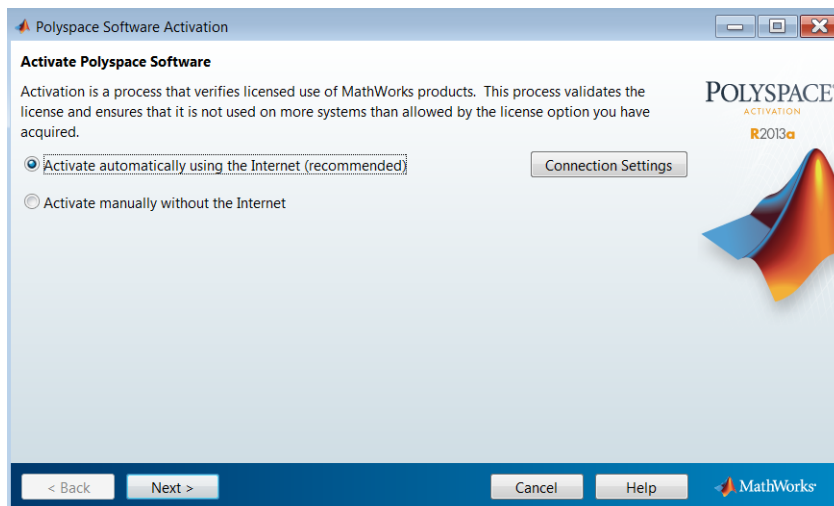 Polyspace Software Activation
Activate Polyspace Software
Activation is a process that verifies licensed use of MathWorks products. This process validates the
license and ensures that it is not used on more systems than allowed by the license option you have
acquired.
POLYSPACE
ACTIVATION
R2013a
Activate automatically using the Internet (recommended)
Connection Settings
Activate manually without the Internet
< Back
Next >
Cancel
Help
MathWorks